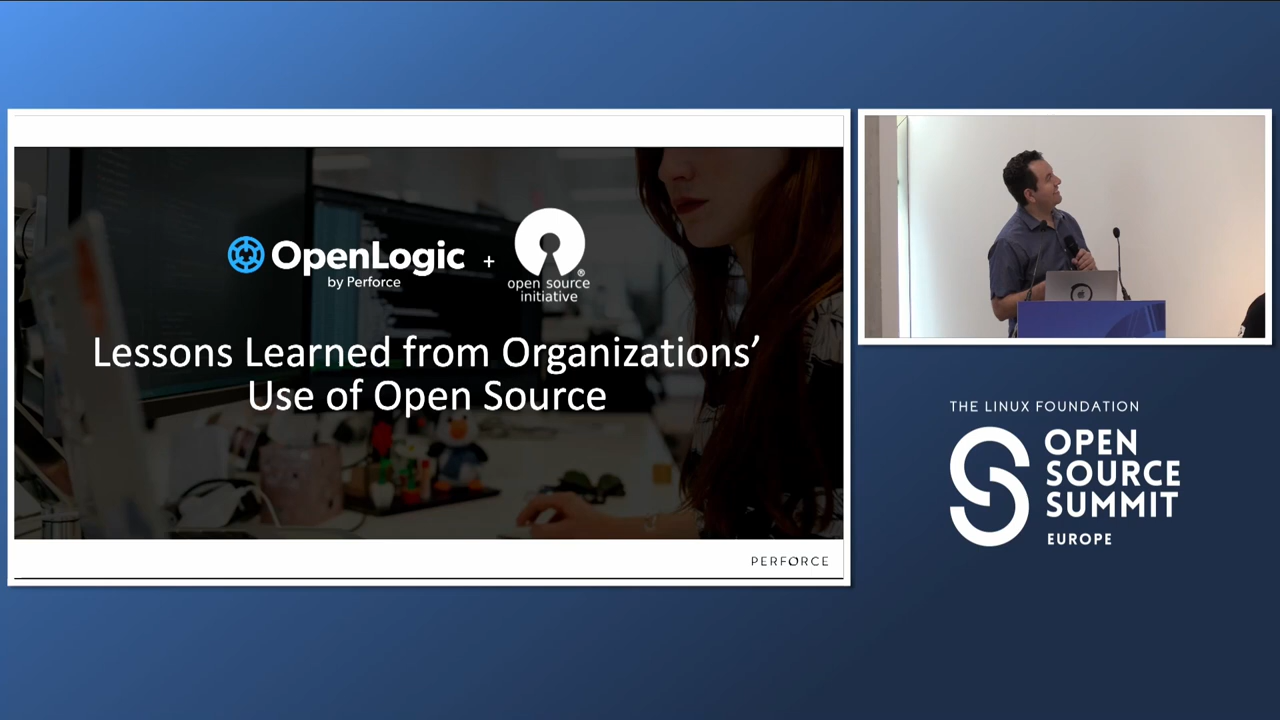 OpenLogic
by Perforce
+
open source
initiative
®
Lessons Learned from Organizations’
Use of Open Source
PERFORCE
THE LINUX FOUNDATION
OPEN
SOURCE
SUMMIT
EUROPE